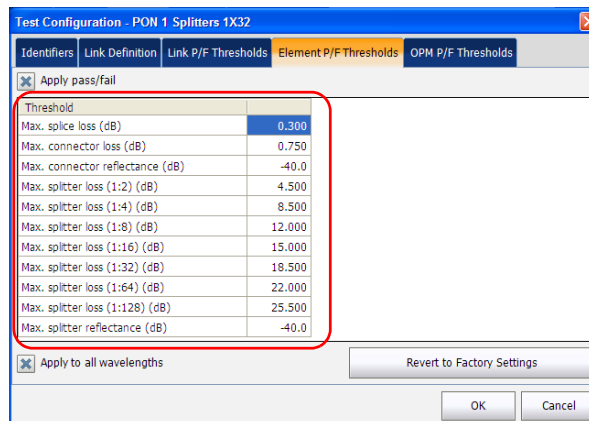 Test Configuration - PON 1 Splitters 1X32
Identifiers Link Definition Link P/F Thresholds Element P/F Thresholds OPM P/F Thresholds
Apply pass/fail
Threshold
Max. splice loss (dB) 0.300
Max. connector loss (dB) 0.750
Max. connector reflectance (dB) -40.0
Max. splitter loss (1:2) (dB) 4.500
Max. splitter loss (1:4) (dB) 8.500
Max. splitter loss (1:8) (dB) 12.000
Max. splitter loss (1:16) (dB) 15.000
Max. splitter loss (1:32) (dB) 18.500
Max. splitter loss (1:64) (dB) 22.000
Max. splitter loss (1:128) (dB) 25.500
Max. splitter reflectance (dB) -40.0
Apply to all wavelengths Revert to Factory Settings
OK Cancel